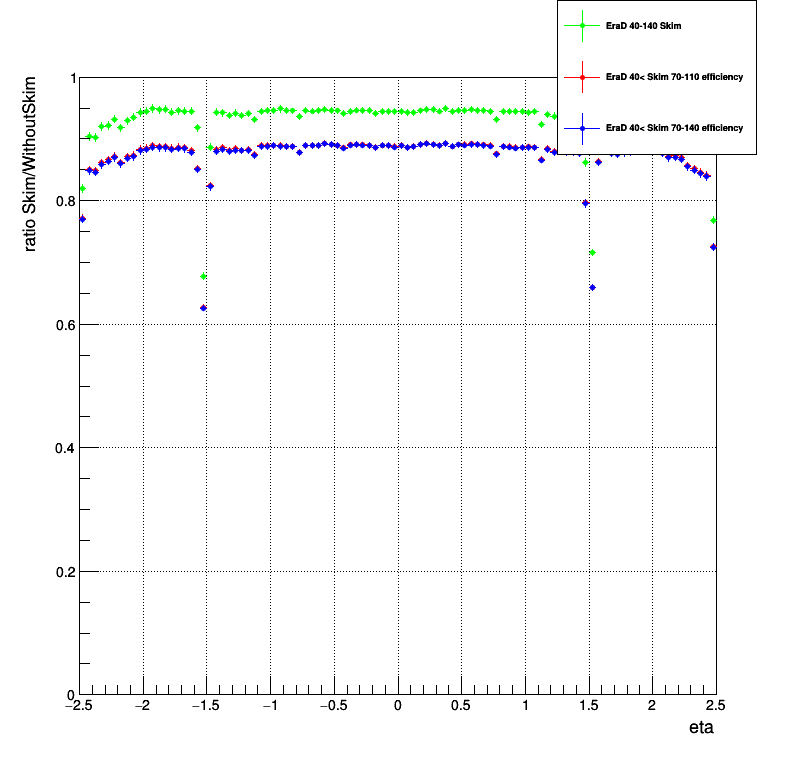 EraD 40-140 Skim
EraD 40< Skim 70-110 efficiency
EraD 40< Skim 70-140 efficiency
ratio Skim/WithoutSkim
1
0.8
0.6
0.4
0.2
0
−2.5 −2 −1.5 −1 −0.5 0 0.5 1 1.5 2 2.5
eta